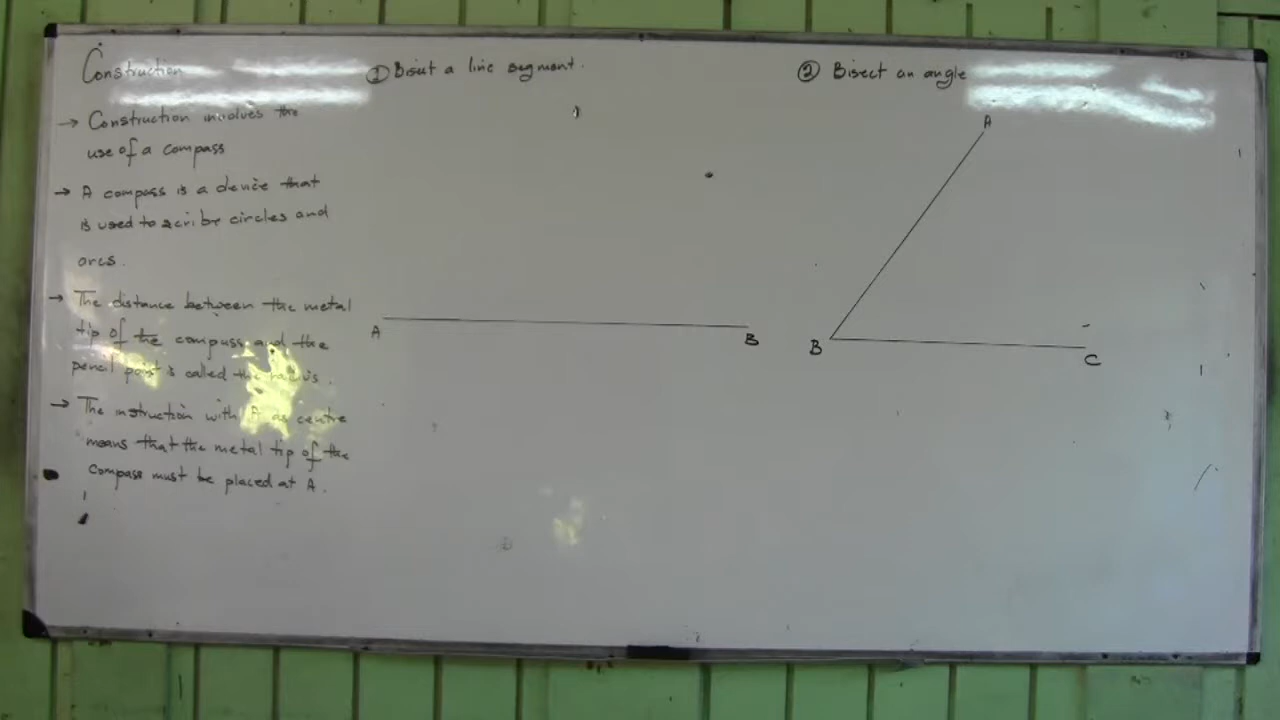 Construction
→ Construction involves the
use of a compass
→ A compass is a device that
is used to scribe circles and
arcs.
→ The distance between the metal
tip of the compass and the
pencil point is called the radius.
→ The instruction with A as centre
means that the metal tip of the
compass must be placed at A.
① Bisect a line segment.
A
B
② Bisect an angle
A
B
C